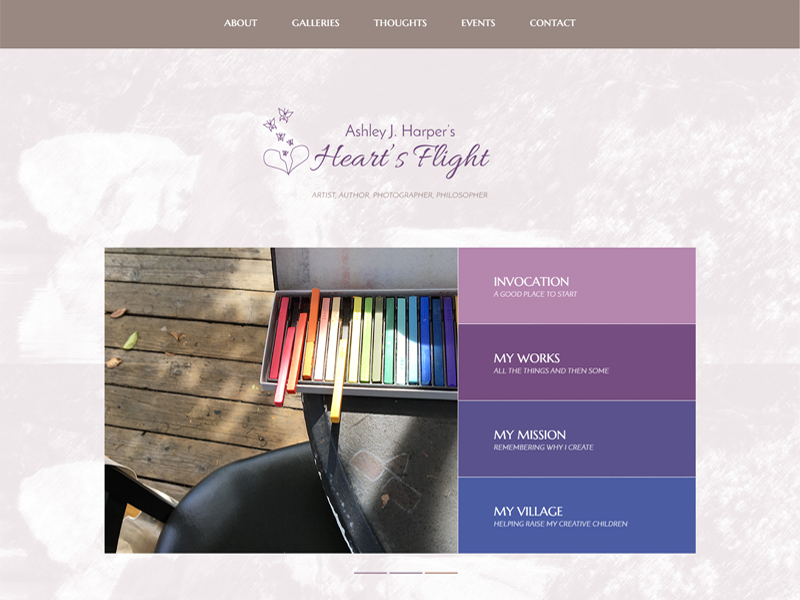 ABOUT GALLERIES THOUGHTS EVENTS CONTACT
Ashley J. Harper's
Heart's Flight
ARTIST, AUTHOR, PHOTOGRAPHER, PHILOSOPHER
INVOCATION
A GOOD PLACE TO START
MY WORKS
ALL THE THINGS AND THEN SOME
MY MISSION
REMEMBERING WHY I CREATE
MY VILLAGE
HELPING RAISE MY CREATIVE CHILDREN